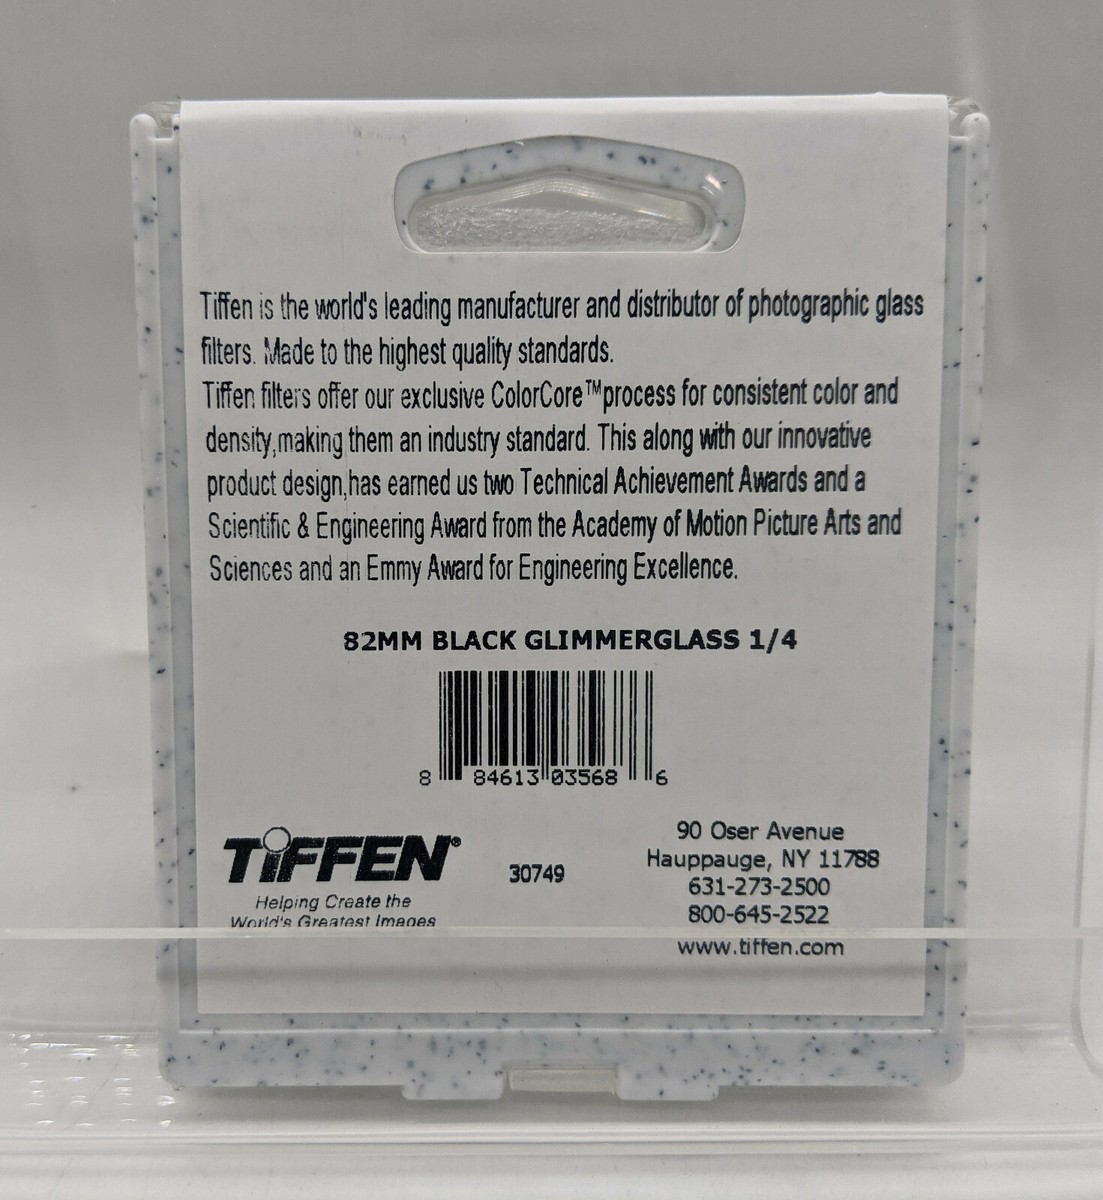 Tiffen is the world's leading manufacturer and distributor of photographic glass
filters. Made to the highest quality standards.
Tiffen filters offer our exclusive ColorCore™process for consistent color and
density,making them an industry standard. This along with our innovative
product design,has earned us two Technical Achievement Awards and a
Scientific & Engineering Award from the Academy of Motion Picture Arts and
Sciences and an Emmy Award for Engineering Excellence.
82MM BLACK GLIMMERGLASS 1/4
8 84613 03568 6
TiFFEN®
Helping Create the
World's Greatest Images
30749
90 Oser Avenue
Hauppauge, NY 11788
631-273-2500
800-645-2522
www.tiffen.com